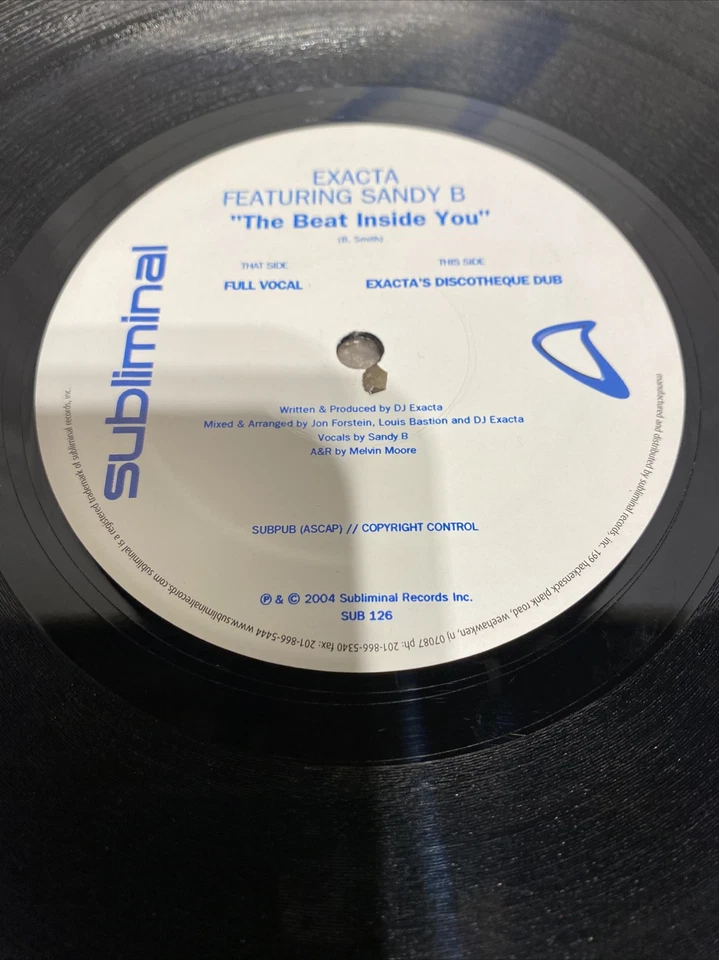 EXACTA
FEATURING SANDY B
"The Beat Inside You"
(B. Smith)
THAT SIDE
FULL VOCAL
THIS SIDE
EXACTA'S DISCOTHEQUE DUB
subliminal
Written & Produced by DJ Exacta
Mixed & Arranged by Jon Forstein, Louis Bastion and DJ Exacta
Vocals by Sandy B
A&R by Melvin Moore
SUBPUB (ASCAP) // COPYRIGHT CONTROL
℗ & © 2004 Subliminal Records Inc.
SUB 126
manufactured and distributed by subliminal records, inc. 199 hackensack plank road, weehawken, nj 07087 ph: 201-866-5340 fax: 201-866-5444 www.subliminalrecords.com subliminal is a registered trademark of subliminal records, inc.